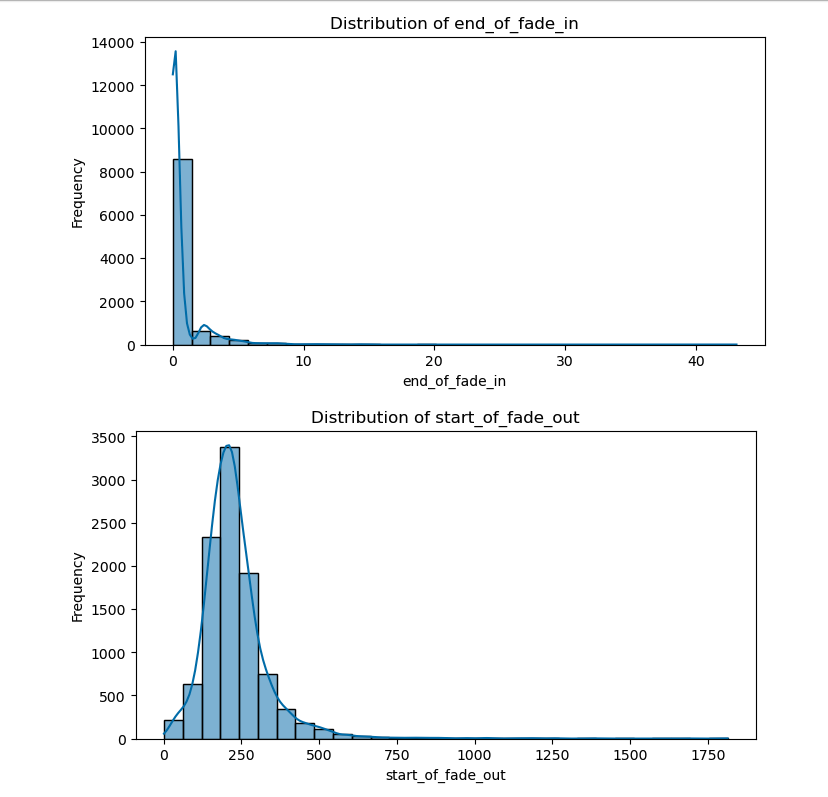 Distribution of end_of_fade_in
14000
12000
10000
8000
6000
4000
2000
0
Frequency
0 10 20 30 40
end_of_fade_in
Distribution of start_of_fade_out
3500
3000
2500
2000
1500
1000
500
0
Frequency
0 250 500 750 1000 1250 1500 1750
start_of_fade_out